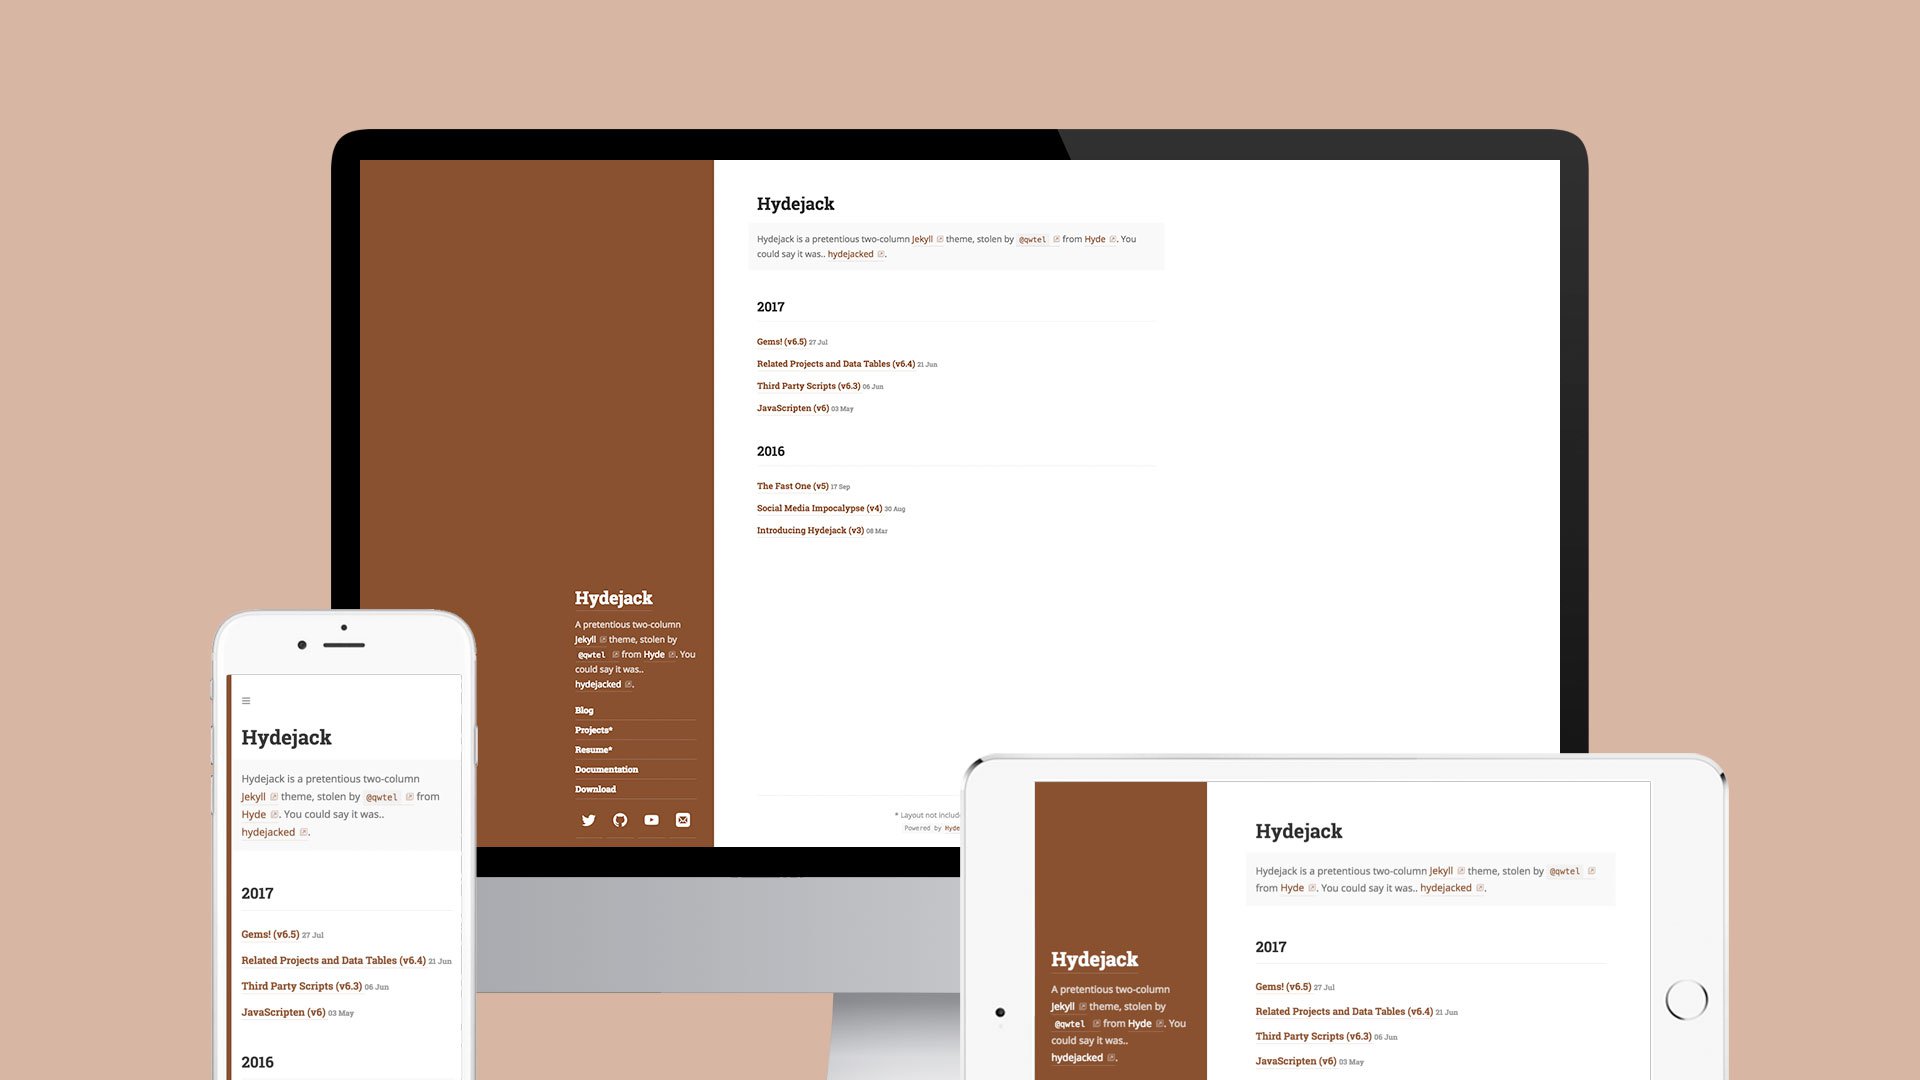 Hydejack
Hydejack is a pretentious two-column Jekyll theme, stolen by @qwtel from Hyde. You
could say it was.. hydejacked.
2017
Gems! (v6.5) 27 Jul
Related Projects and Data Tables (v6.4) 21 Jun
Third Party Scripts (v6.3) 06 Jun
JavaScripten (v6) 03 May
2016
The Fast One (v5) 17 Sep
Social Media Impocalypse (v4) 30 Aug
Introducing Hydejack (v3) 08 Mar
Hydejack
A pretentious two-column
Jekyll theme, stolen by
@qwtel from Hyde. You
could say it was..
hydejacked.
Blog
Projects*
Resume*
Documentation
Download
* Layout not includ
Powered by Hyde
Hydejack
Hydejack is a pretentious two-column
Jekyll theme, stolen by @qwtel from
Hyde. You could say it was..
hydejacked.
2017
Gems! (v6.5) 27 Jul
Related Projects and Data Tables (v6.4) 21 Jun
Third Party Scripts (v6.3) 06 Jun
JavaScripten (v6) 03 May
2016
Hydejack
A pretentious two-column
Jekyll theme, stolen by
@qwtel from Hyde. You
could say it was..
hydejacked.
Hydejack
Hydejack is a pretentious two-column Jekyll theme, stolen by @qwtel
from Hyde. You could say it was.. hydejacked.
2017
Gems! (v6.5) 27 Jul
Related Projects and Data Tables (v6.4) 21 Jun
Third Party Scripts (v6.3) 06 Jun
JavaScripten (v6) 03 May